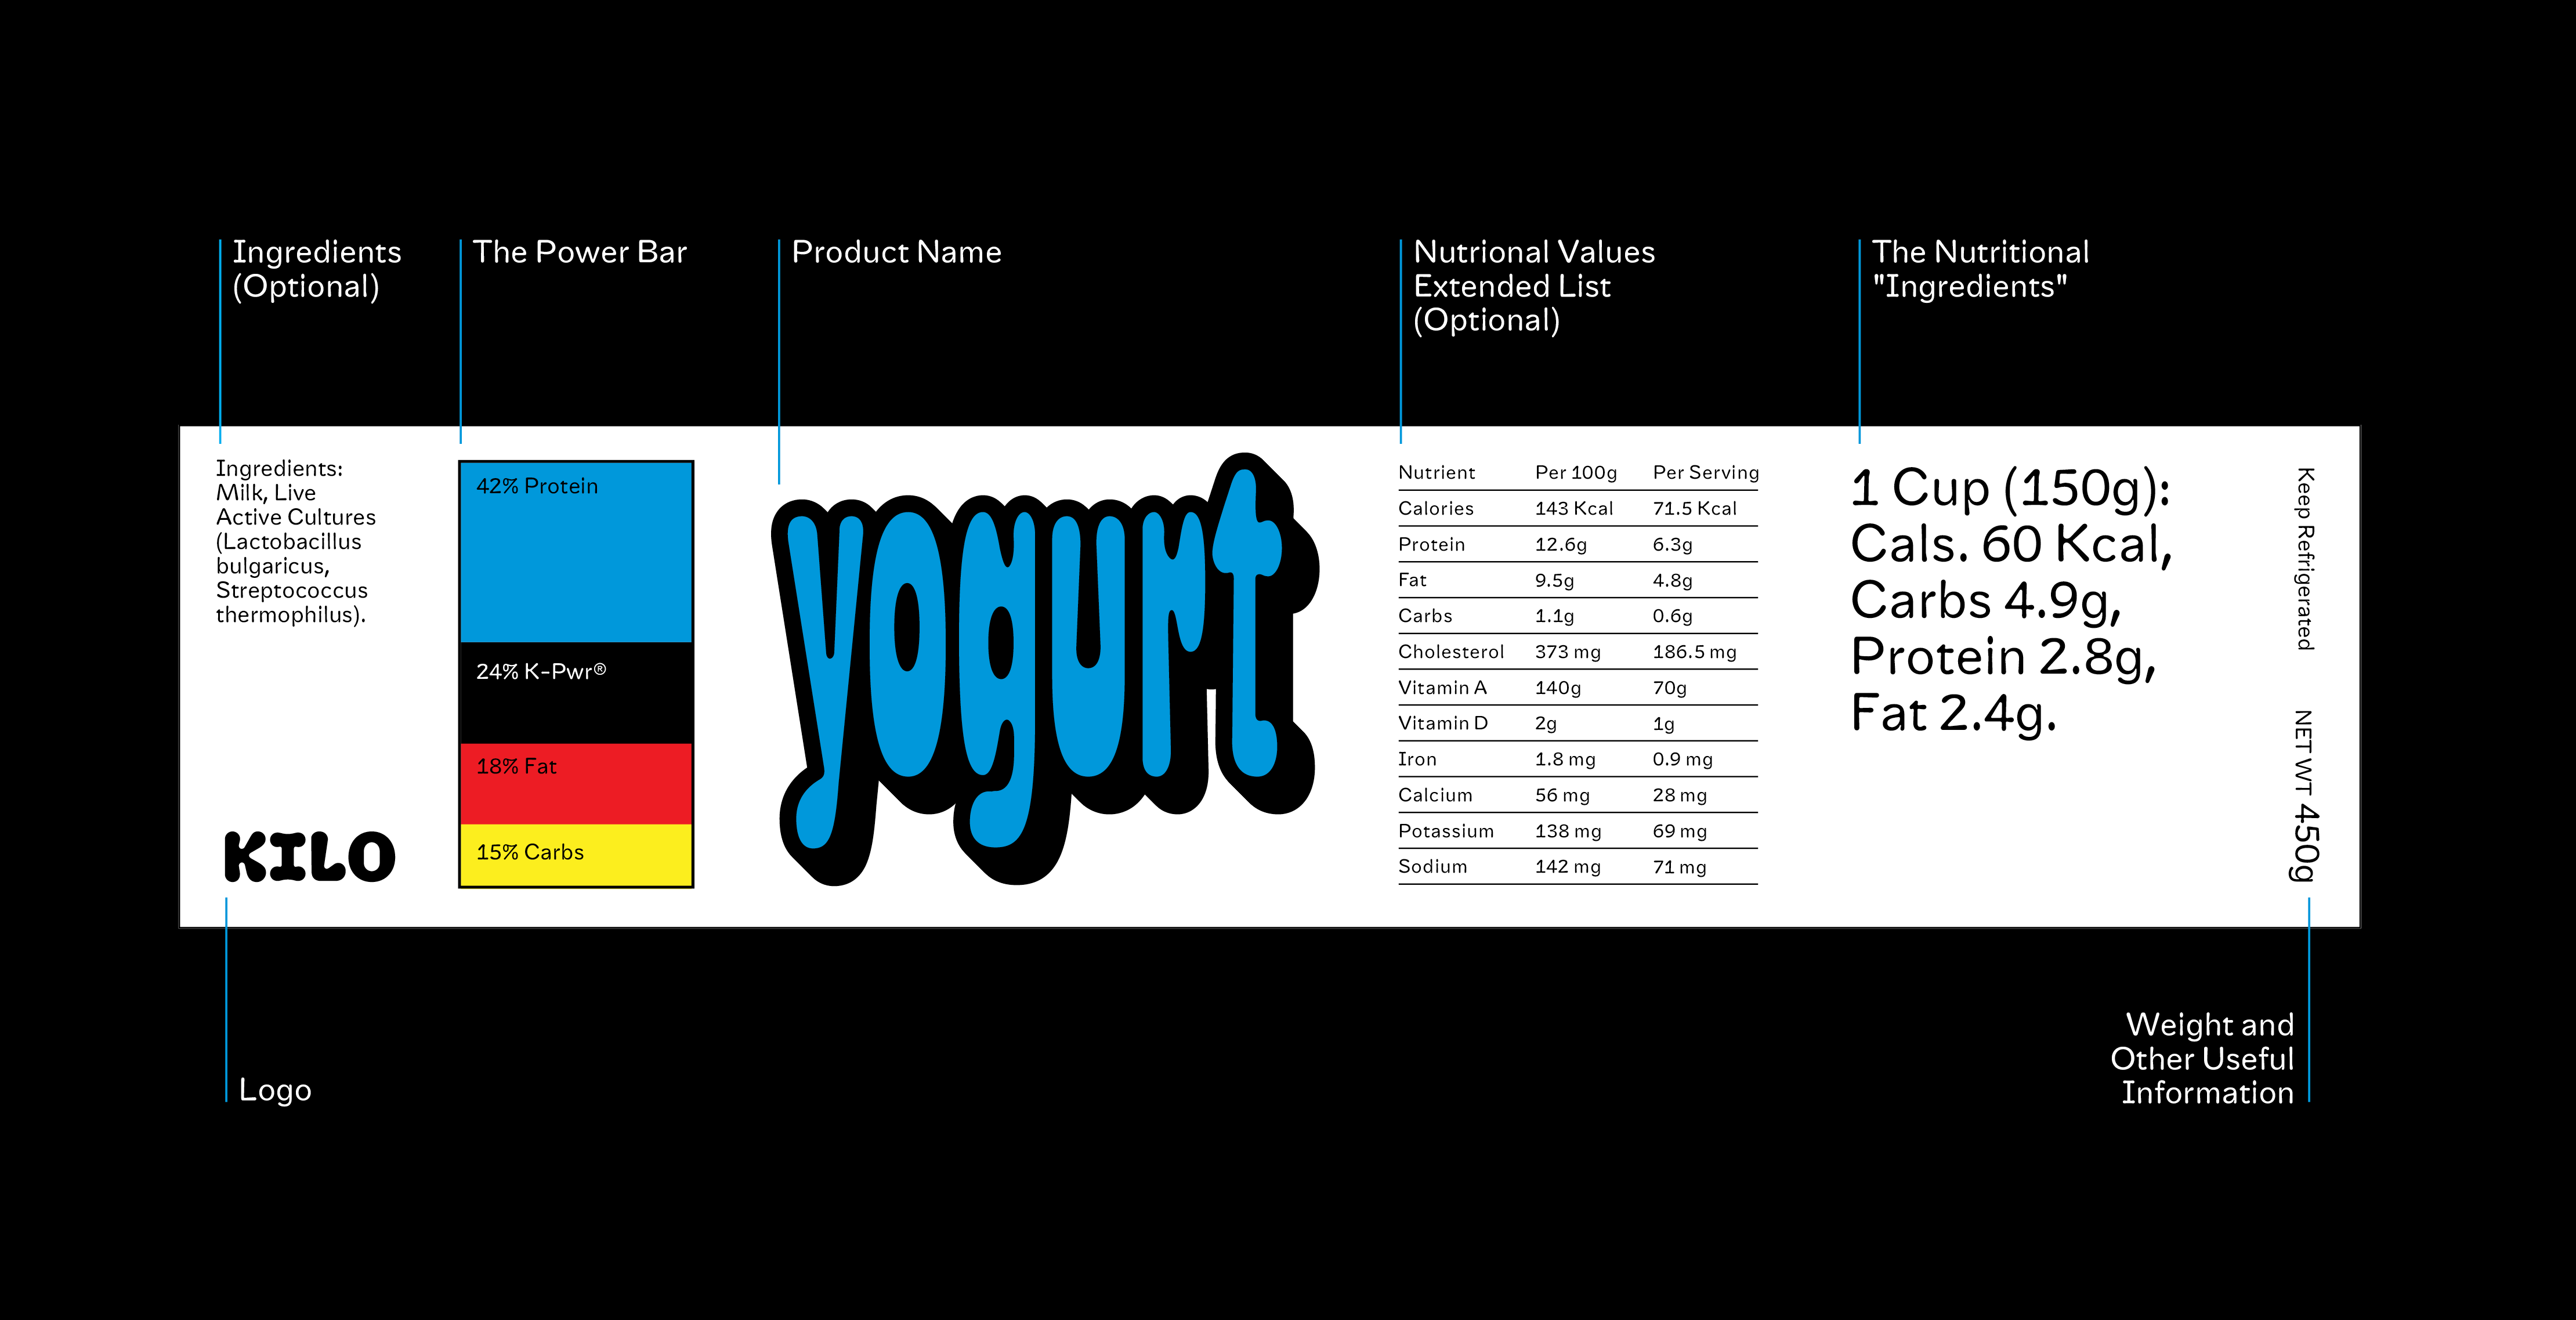 Ingredients
(Optional)
The Power Bar
Product Name
Nutrional Values
Extended List
(Optional)
The Nutritional
"Ingredients"
Ingredients:
Milk, Live
Active Cultures
(Lactobacillus
bulgaricus,
Streptococcus
thermophilus).
KILO
42% Protein
24% K-Pwr®
18% Fat
15% Carbs
yogurt
Nutrient Per 100g Per Serving
Calories 143 Kcal 71.5 Kcal
Protein 12.6g 6.3g
Fat 9.5g 4.8g
Carbs 1.1g 0.6g
Cholesterol 373 mg 186.5 mg
Vitamin A 140g 70g
Vitamin D 2g 1g
Iron 1.8 mg 0.9 mg
Calcium 56 mg 28 mg
Potassium 138 mg 69 mg
Sodium 142 mg 71 mg
1 Cup (150g):
Cals. 60 Kcal,
Carbs 4.9g,
Protein 2.8g,
Fat 2.4g.
Keep Refrigerated NET WT 450g
Logo
Weight and
Other Useful
Information